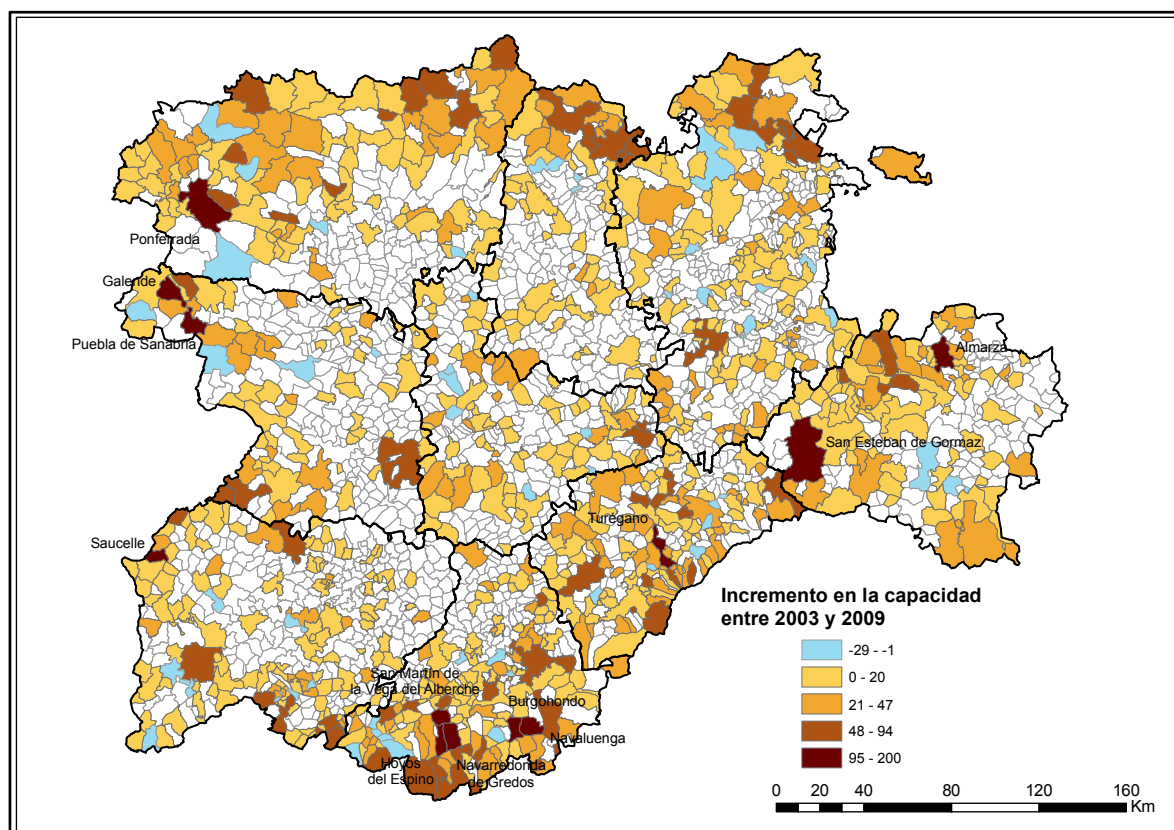 Ponferrada
Galende
Puebla de Sanabria
Almarza
San Esteban de Gormaz
Turégano
Saucelle
San Martín de
la Vega del Alberche
Burgohondo
Navaluenga
Hoyos
del Espino
Navarredonda
de Gredos
Incremento en la capacidad
entre 2003 y 2009
-29 - -1
0 - 20
21 - 47
48 - 94
95 - 200
0 20 40 80 120 160
Km